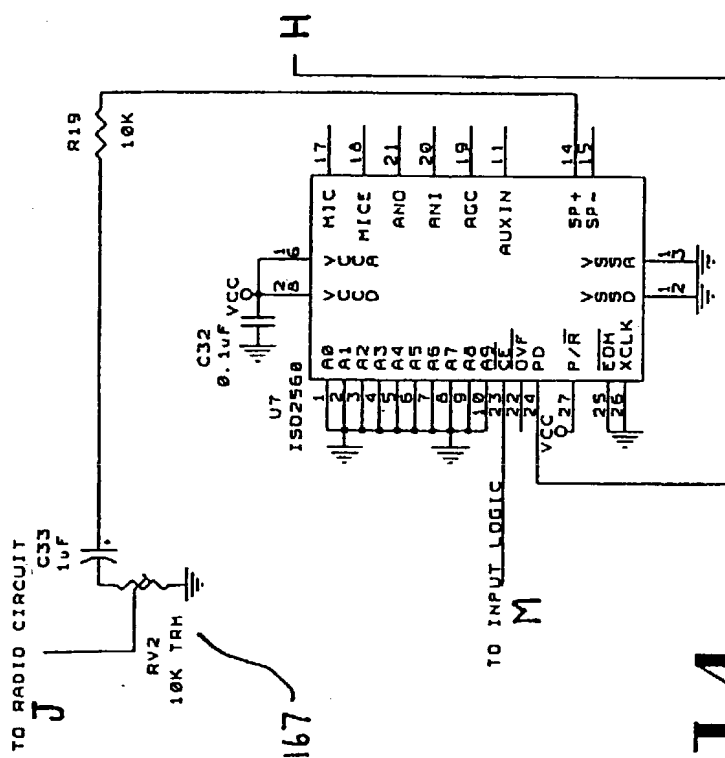 H
R19
10K
17
18
21
20
19
11
14
15
MIC
MICE
ANO
ANI
AGC
AUXIN
SP+
SP-
VCCA
16
VCCD
28
VCC
C32
0.1uF
U7
ISD2560
A0
A1
A2
A3
A4
A5
A6
A7
A8
A9
CE
OVF
PD
P/R
EOM
XCLK
1
2
3
4
5
6
7
8
9
10
23
22
24
27
25
26
VCC
VSSA
13
VSSD
12
C33
1uF
TO RADIO CIRCUIT
J
RV2
10K TRM
167
TO INPUT LOGIC
M